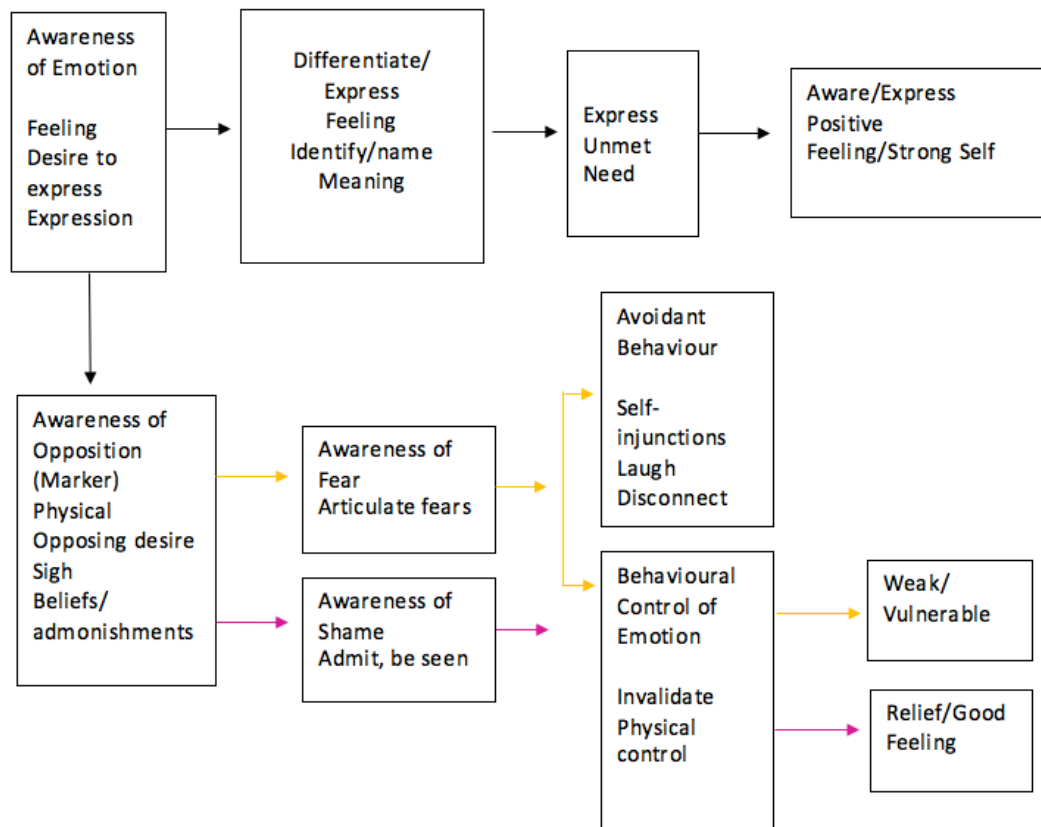 Awareness
of Emotion
Feeling
Desire to
express
Expression
Differentiate/
Express
Feeling
Identify/name
Meaning
Express
Unmet
Need
Aware/Express
Positive
Feeling/Strong Self
Awareness of
Opposition
(Marker)
Physical
Opposing desire
Sigh
Beliefs/
admonishments
Awareness of
Fear
Articulate fears
Awareness of
Shame
Admit, be seen
Avoidant
Behaviour
Self-
injunctions
Laugh
Disconnect
Behavioural
Control of
Emotion
Invalidate
Physical
control
Weak/
Vulnerable
Relief/Good
Feeling